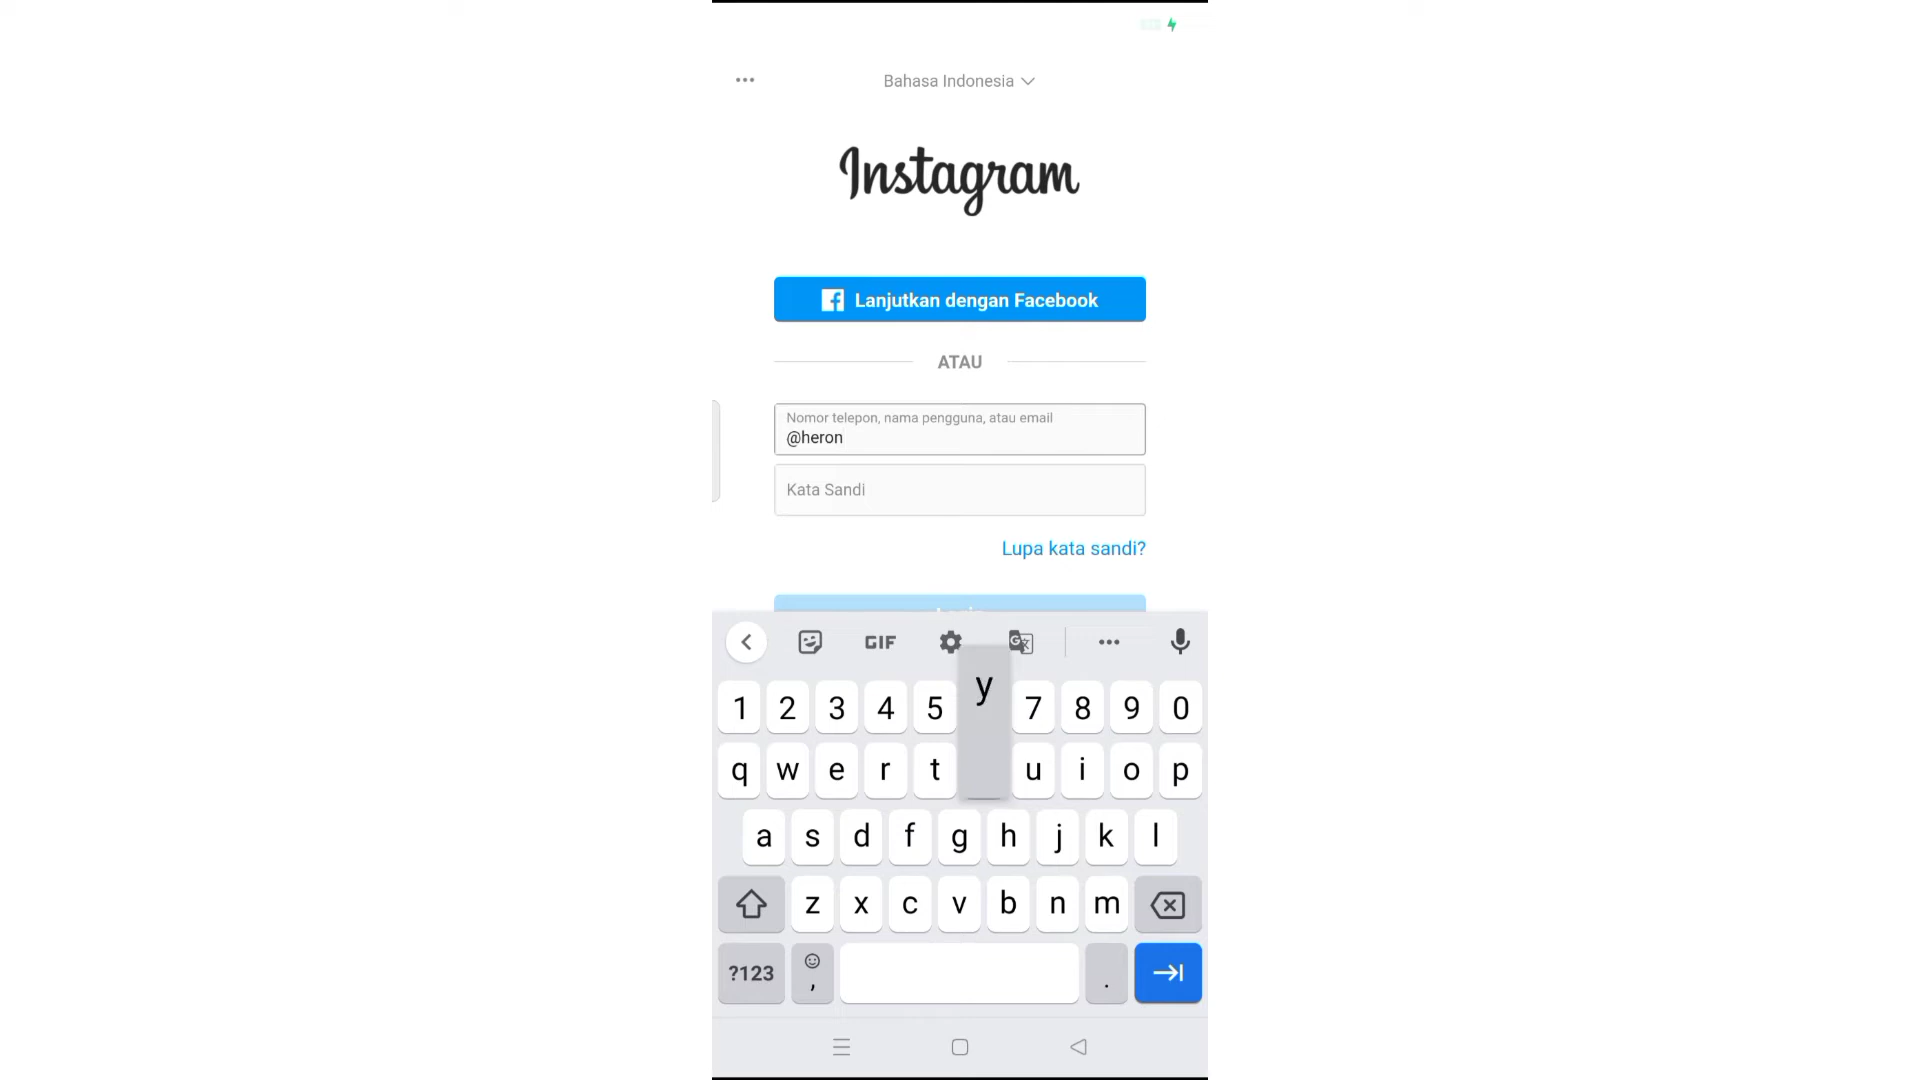 Bahasa Indonesia
Instagram
Lanjutkan dengan Facebook
ATAU
Nomor telepon, nama pengguna, atau email
@heron
Kata Sandi
Lupa kata sandi?
GIF
y
1 2 3 4 5 7 8 9 0
q w e r t u i o p
a s d f g h j k l
z x c v b n m
?123 , .